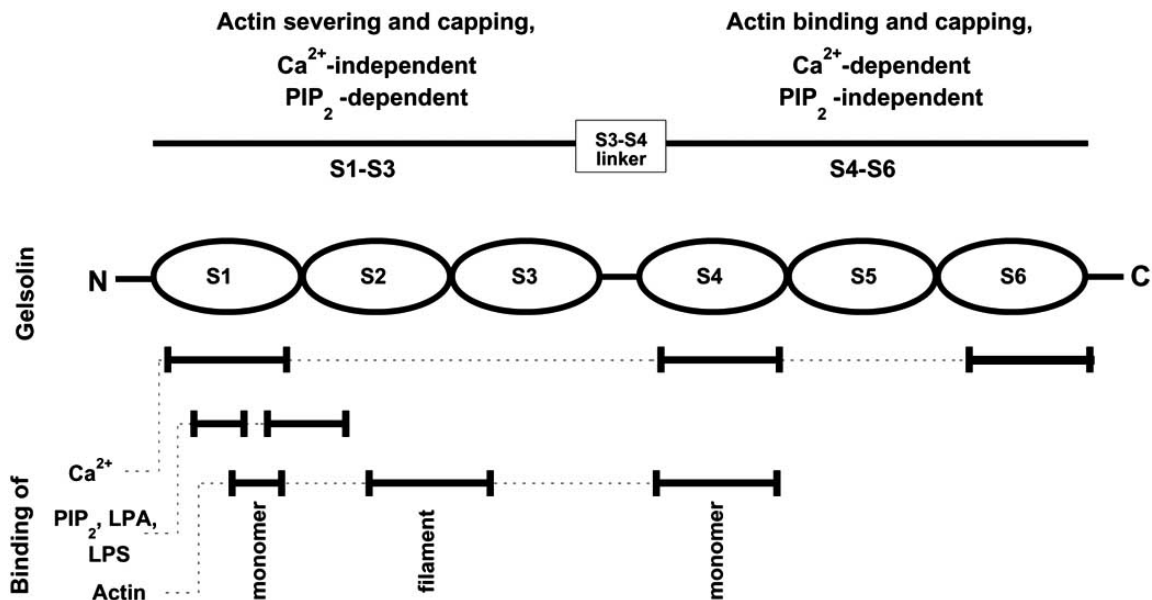 Actin severing and capping,
Ca²⁺-independent
PIP₂ -dependent
Actin binding and capping,
Ca²⁺-dependent
PIP₂ -independent
S3-S4
linker
S1-S3
S4-S6
Gelsolin
N
S1
S2
S3
S4
S5
S6
C
Binding of
Ca²⁺
PIP₂, LPA,
LPS
Actin
monomer
filament
monomer